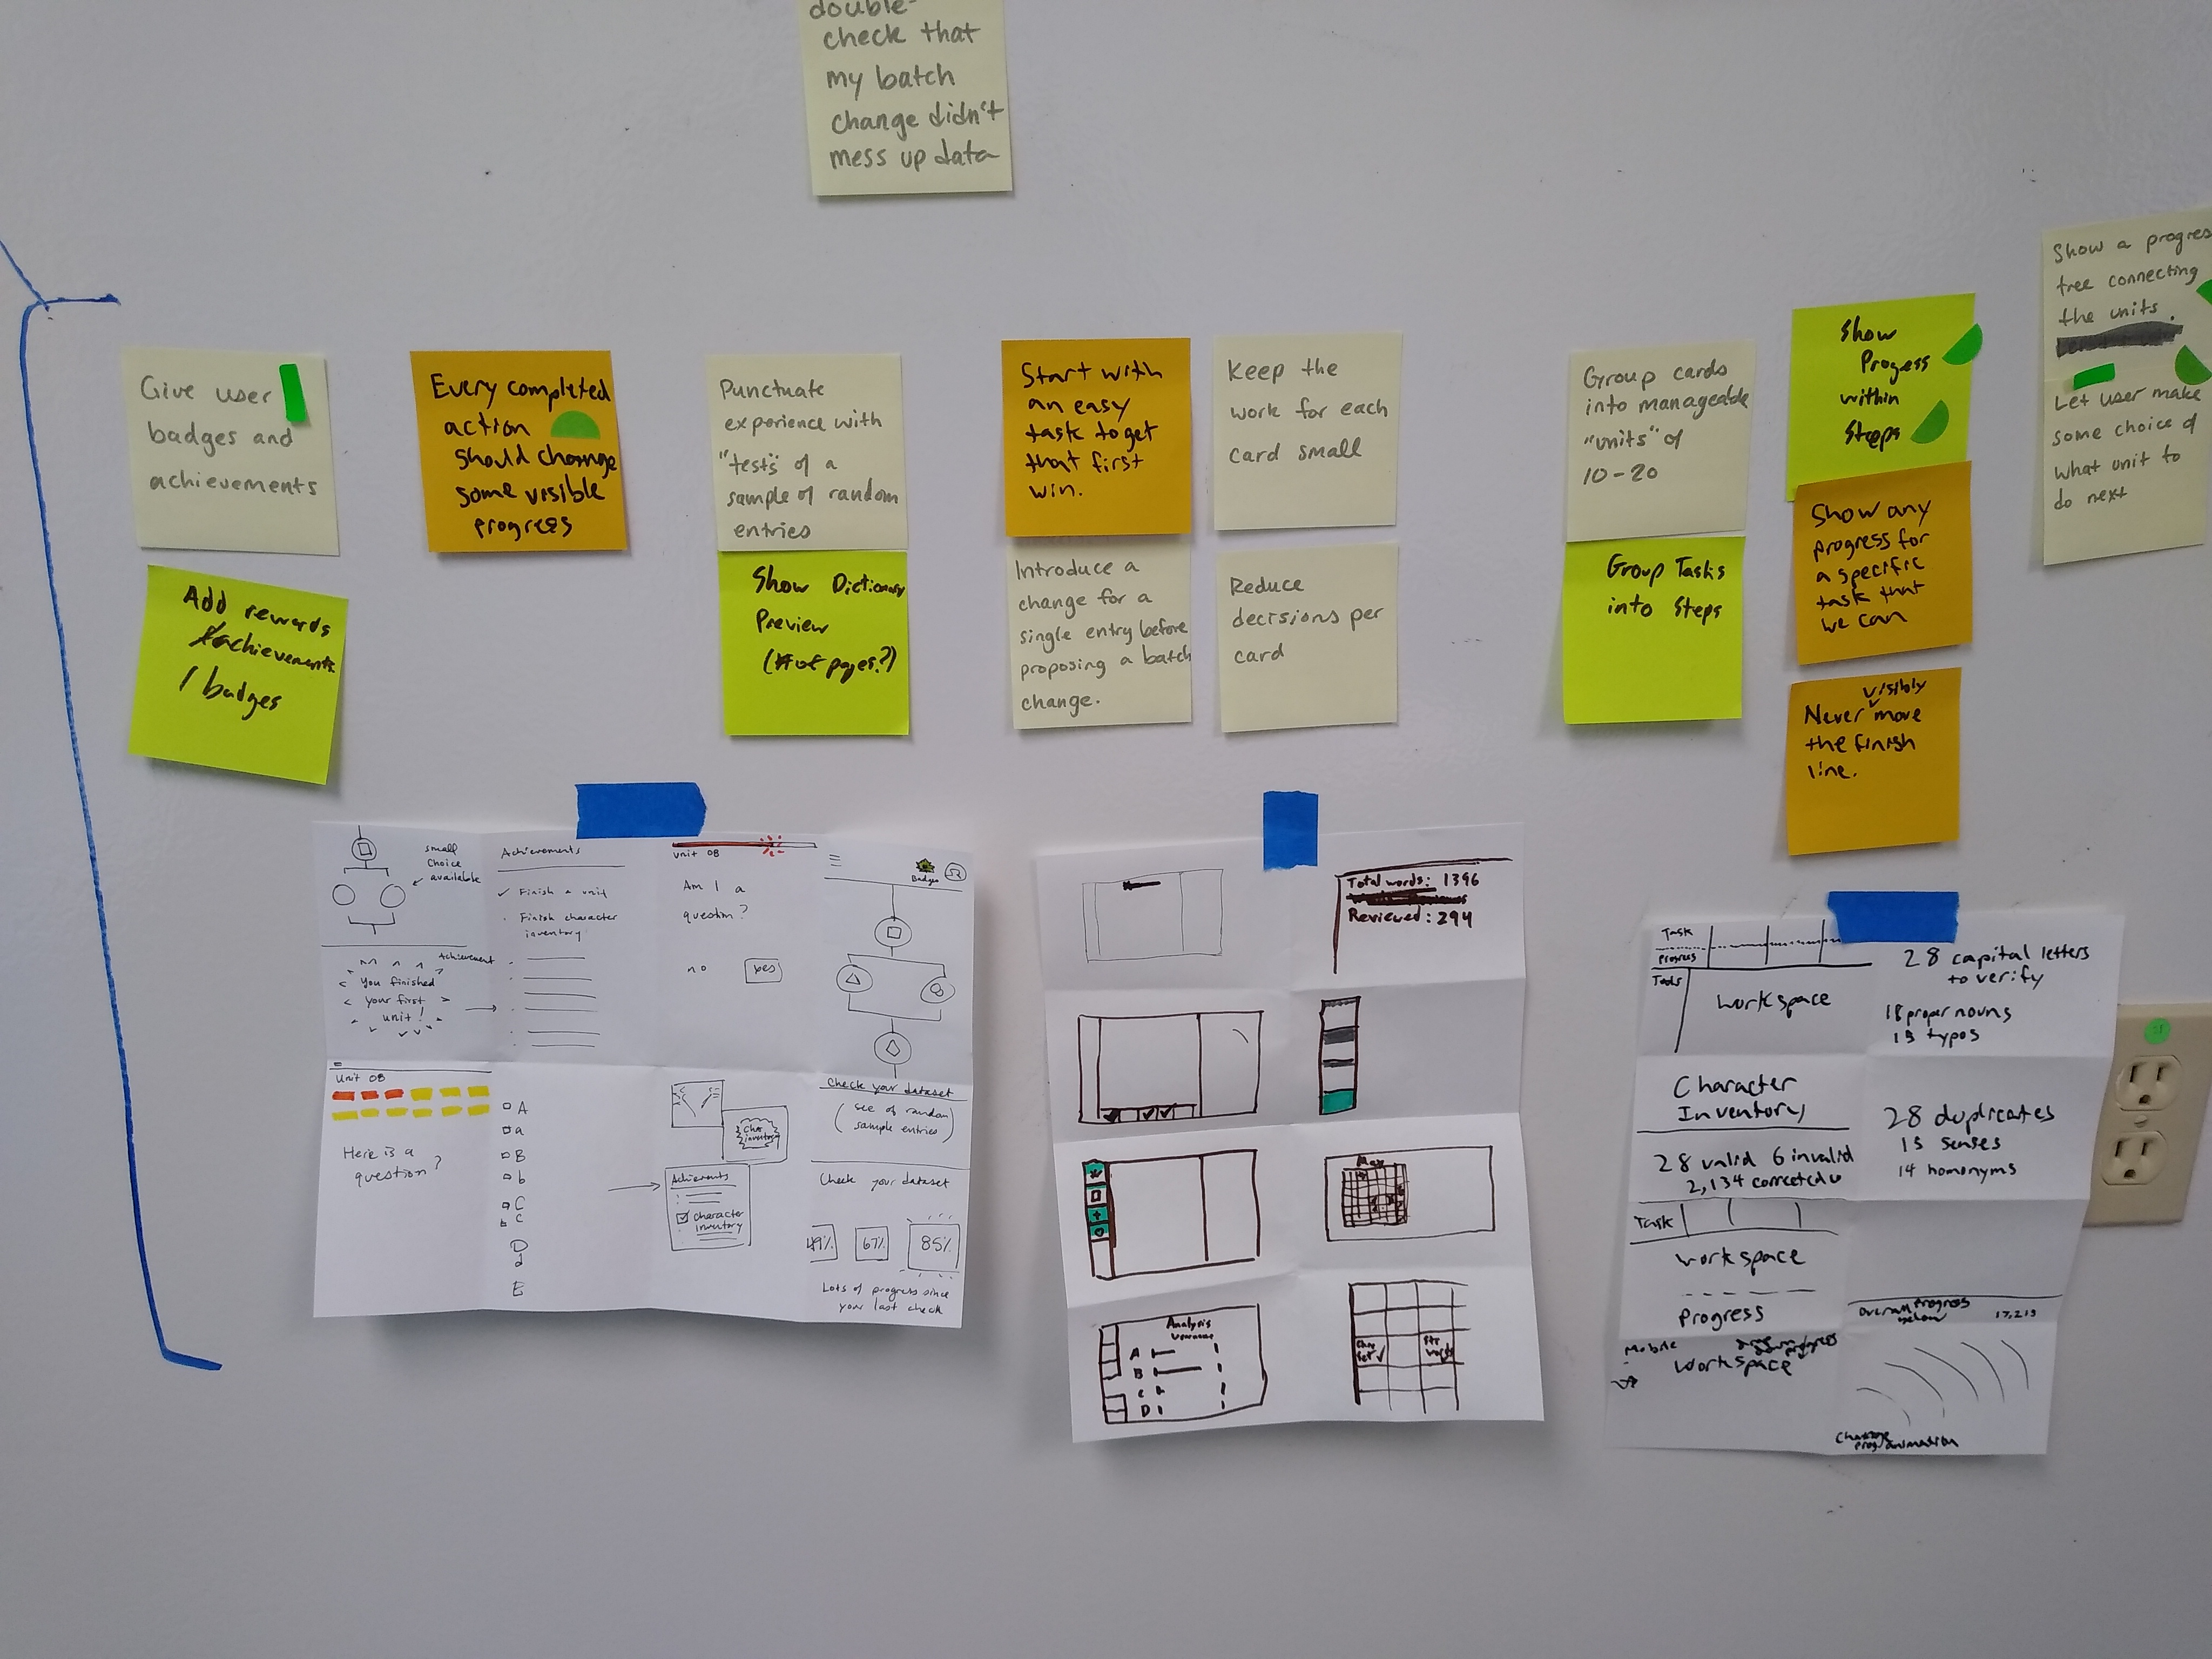 double-
check that
my batch
change didn't
mess up data
Give user
badges and
achievements
Add rewards
achievements
/ badges
Every completed
action
should change
some visible
progress
Punctuate
experience with
"tests" of a
sample of random
entries
Show Dictionary
Preview
(# of pages?)
Start with
an easy
task to get
that first
win.
Introduce a
change for a
single entry before
proposing a batch
change.
Keep the
work for each
card small
Reduce
decisions per
card
Group cards
into manageable
"units" of
10-20
Group Tasks
into Steps
Show
Progess
within
Steps
Show any
progress for
a specific
task that
we can
visibly
Never move
the finish
line.
Show a progres
tree connecting
the units.
Let user make
some choice of
what unit to
do next
small
choice
available
Achievement
You finished
your first
unit!
Achievements
✓ Finish a unit
Finish character
inventory
Unit 08
Am I a
question?
no
yes
Badges
52
Unit 08
Here is a
question?
A
a
B
b
C
c
D
d
E
Char
inventory
Achievements
character
inventory
Check your dataset
(see of random
sample entries)
Check your dataset
49%
67%
85%
Lots of progress since
your last check
Total words: 1396
Reviewed: 294
May
Analysis
A
B
C
D
Task
Progress
Tools
Workspace
28 capital letters
to verify
18 proper nouns
15 typos
Character
Inventory
28 valid 6 invalid
2,134 corrected
28 duplicates
15 senses
14 homonyms
Task
Workspace
Progress
Mobile
Workspace
Overall Progress
below
17,213
animation